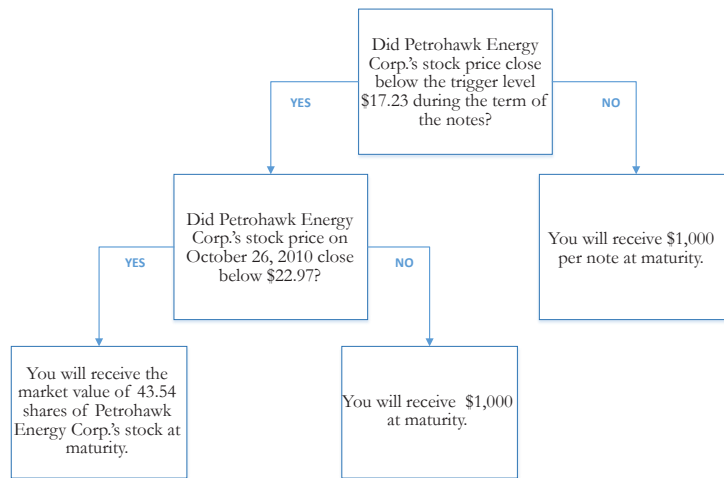 Did Petrohawk Energy
Corp.'s stock price close
below the trigger level
$17.23 during the term of
the notes?
YES
NO
Did Petrohawk Energy
Corp.'s stock price on
October 26, 2010 close
below $22.97?
You will receive $1,000
per note at maturity.
YES
NO
You will receive the
market value of 43.54
shares of Petrohawk
Energy Corp.'s stock at
maturity.
You will receive $1,000
at maturity.